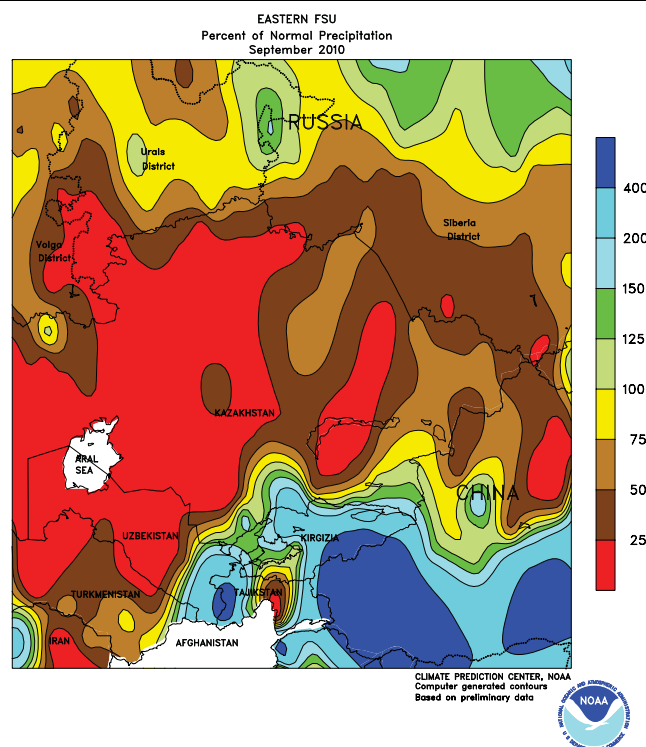 EASTERN FSU
Percent of Normal Precipitation
September 2010
RUSSIA
Urals
District
Siberia
District
Volga
District
KAZAKHSTAN
ARAL
SEA
CHINA
UZBEKISTAN
KIRGIZIA
TURKMENISTAN
TAJIKSTAN
IRAN
AFGHANISTAN
400
200
150
125
100
75
50
25
CLIMATE PREDICTION CENTER, NOAA
Computer generated contours
Based on preliminary data
NOAA